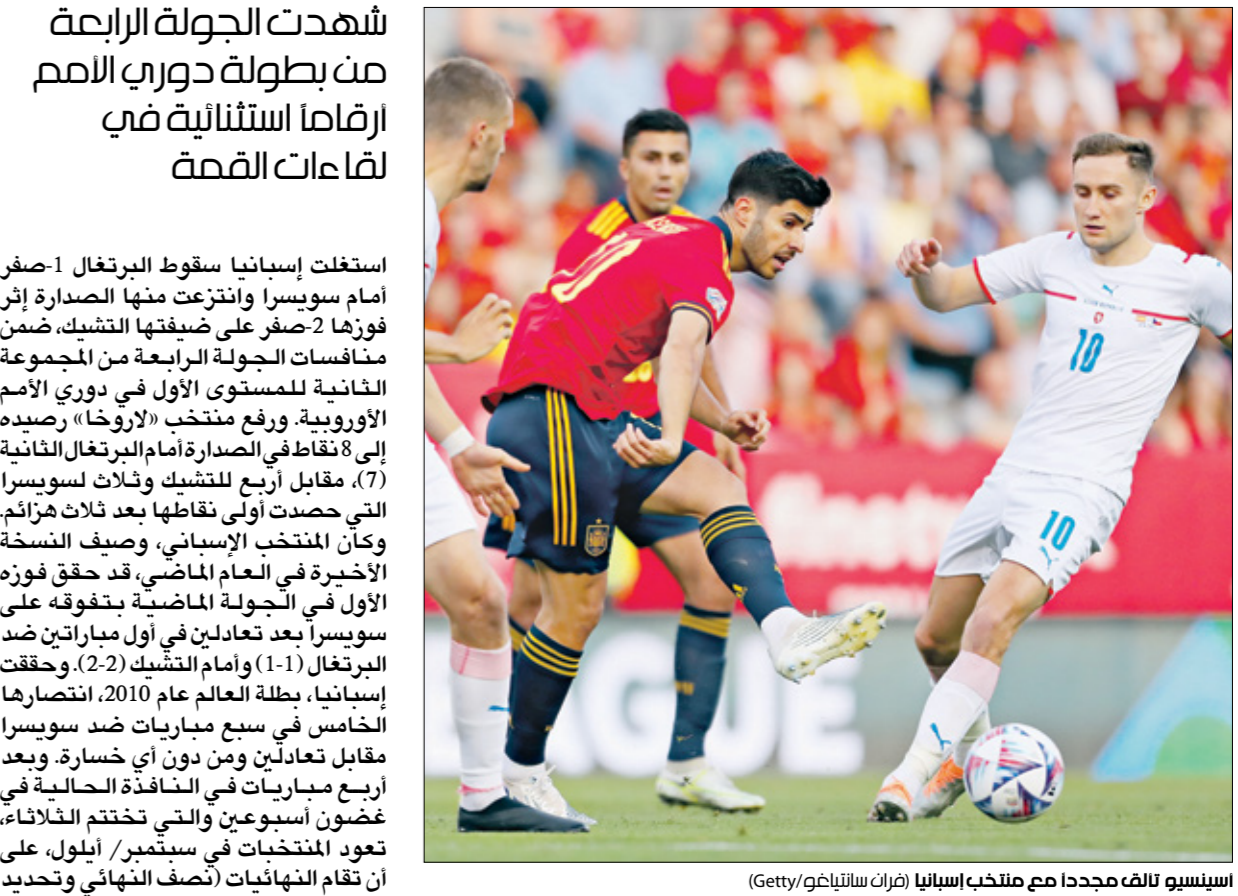 شهدت الجولة الرابعة
من بطولة دوري الأمم
أرقاماً استثنائية في
لقاءات القمة
استغلت إسبانيا سقوط البرتغال 1-صفر
أمام سويسرا وانتزعت منها الصدارة إثر
فوزها 2-صفر على ضيفتها التشيك، ضمن
منافسات الجولة الرابعة من المجموعة
الثانية للمستوى الأول في دوري الأمم
الأوروبية. ورفع منتخب «لاروخا» رصيده
إلى 8 نقاط في الصدارة أمام البرتغال الثانية
(7)، مقابل أربع للتشيك وثلاث لسويسرا
التي حصدت أولى نقاطها بعد ثلاث هزائم.
وكان المنتخب الإسباني، وصيف النسخة
الأخيرة في العام الماضي، قد حقق فوزه
الأول في الجولة الماضية بتفوقه على
سويسرا بعد تعادلين في أول مباراتين ضد
البرتغال (1-1) وأمام التشيك (2-2). وحققت
إسبانيا، بطلة العالم عام 2010، انتصارها
الخامس في سبع مباريات ضد سويسرا
مقابل تعادلين ومن دون أي خسارة. وبعد
أربع مباريات في النافذة الحالية في
غضون أسبوعين والتي تختتم الثلاثاء،
تعود المنتخبات في سبتمبر/ أيلول، على
أن تقام النهائيات (نصف النهائي وتحديد
10
10
10
GUE
أسينسيو تألق مجدداً مع منتخب إسبانيا (فران سانتياغو/Getty)